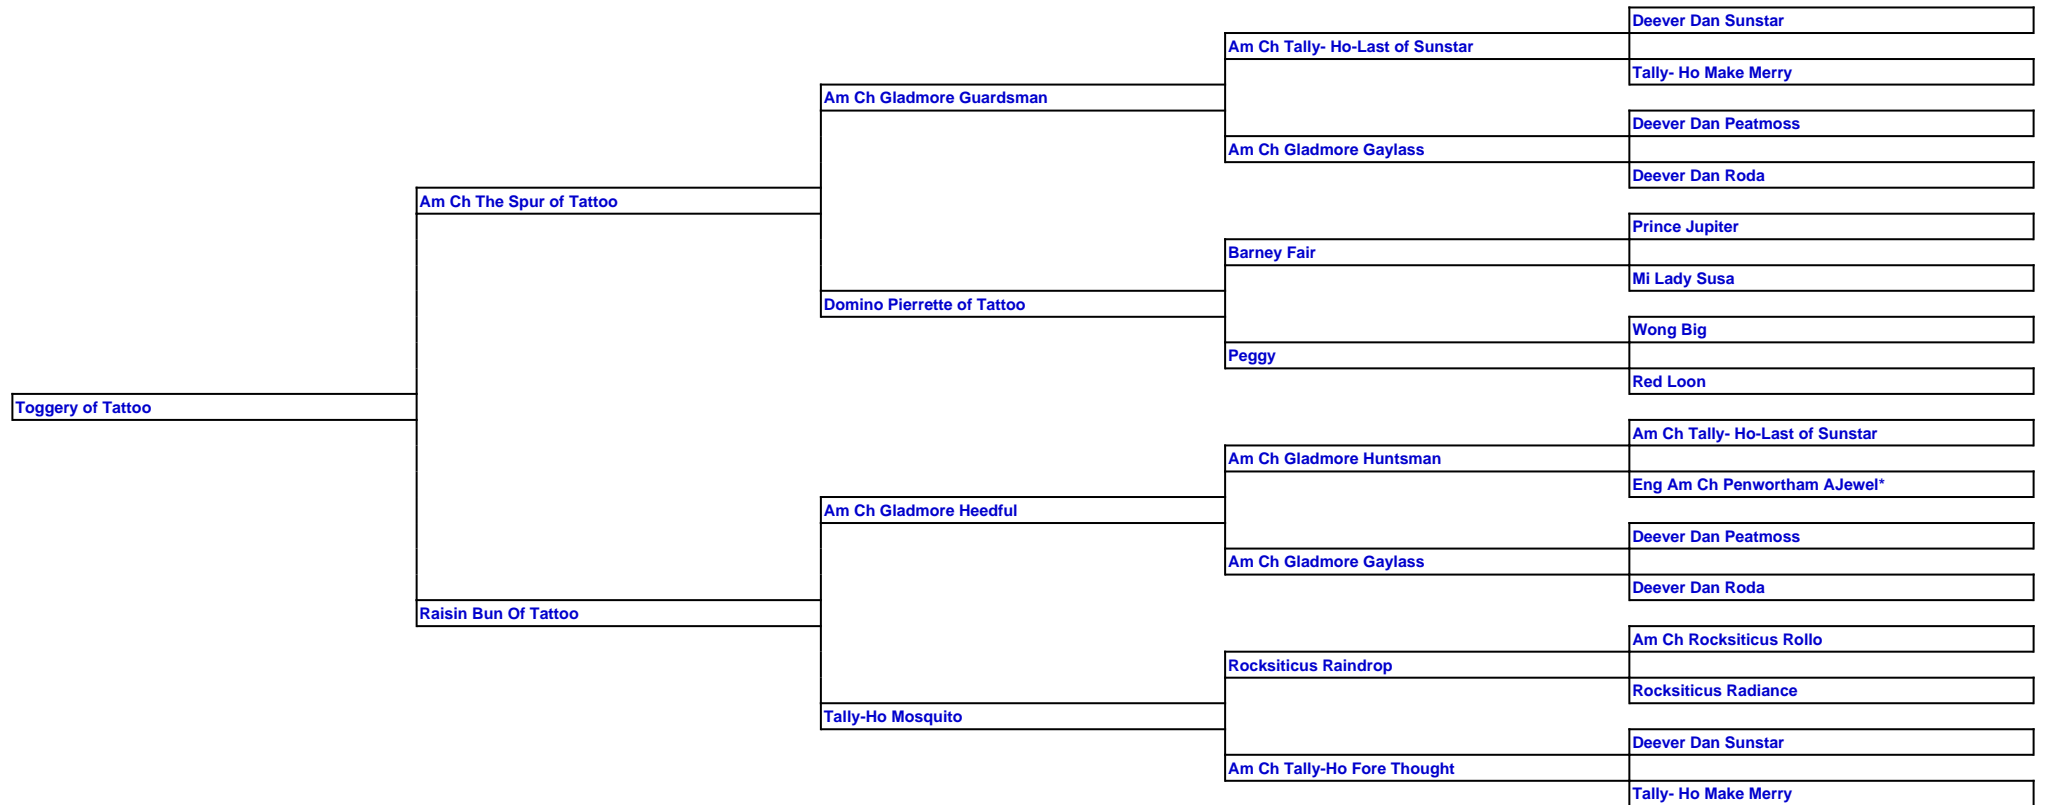 Deever Dan Sunstar
Am Ch Tally- Ho-Last of Sunstar
Tally- Ho Make Merry
Am Ch Gladmore Guardsman
Deever Dan Peatmoss
Am Ch Gladmore Gaylass
Deever Dan Roda
Am Ch The Spur of Tattoo
Prince Jupiter
Barney Fair
Mi Lady Susa
Domino Pierrette of Tattoo
Wong Big
Peggy
Red Loon
Toggery of Tattoo
Am Ch Tally- Ho-Last of Sunstar
Am Ch Gladmore Huntsman
Eng Am Ch Penwortham AJewel*
Am Ch Gladmore Heedful
Deever Dan Peatmoss
Am Ch Gladmore Gaylass
Deever Dan Roda
Raisin Bun Of Tattoo
Am Ch Rocksiticus Rollo
Rocksiticus Raindrop
Rocksiticus Radiance
Tally-Ho Mosquito
Deever Dan Sunstar
Am Ch Tally-Ho Fore Thought
Tally- Ho Make Merry